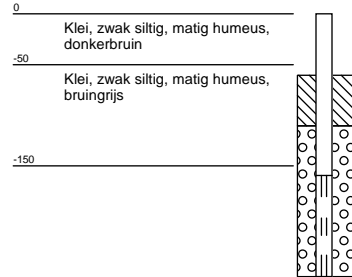 0
Klei, zwak siltig, matig humeus,
donkerbruin
-50
Klei, zwak siltig, matig humeus,
bruingrijs
-150